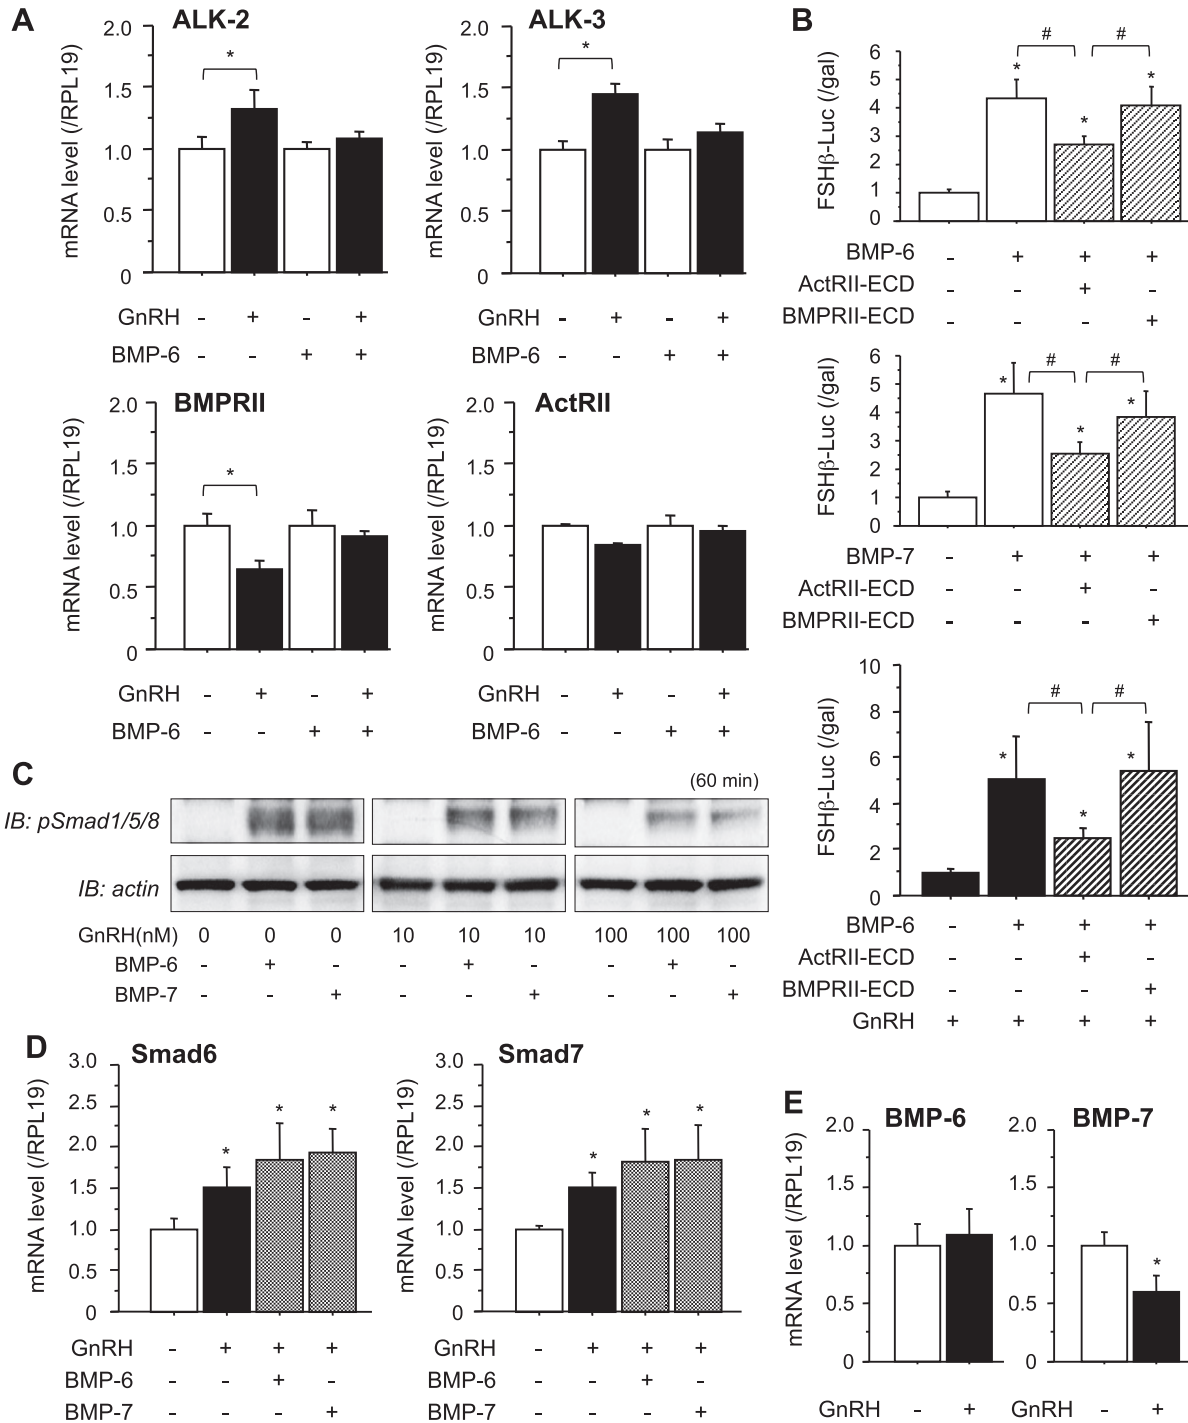 A
ALK-2
mRNA level (/RPL19)
2.0
1.5
1.0
0.5
0
*
GnRH - + - +
BMP-6 - - + +
ALK-3
mRNA level (/RPL19)
2.0
1.5
1.0
0.5
0
*
GnRH - + - +
BMP-6 - - + +
BMPRII
mRNA level (/RPL19)
2.0
1.5
1.0
0.5
0
*
GnRH - + - +
BMP-6 - - + +
ActRII
mRNA level (/RPL19)
2.0
1.5
1.0
0.5
0
GnRH - + - +
BMP-6 - - + +
B
FSHβ-Luc (/gal)
6
5
4
3
2
1
0
# #
* * *
BMP-6 - + + +
ActRII-ECD - - + -
BMPRII-ECD - - - +
FSHβ-Luc (/gal)
6
5
4
3
2
1
0
# #
* * *
BMP-7 - + + +
ActRII-ECD - - + -
BMPRII-ECD - - - +
FSHβ-Luc (/gal)
10
8
6
4
2
0
# #
* * *
BMP-6 - + + +
ActRII-ECD - - + -
BMPRII-ECD - - - +
GnRH + + + +
C
(60 min)
IB: pSmad1/5/8
IB: actin
GnRH(nM) 0 0 0 10 10 10 100 100 100
BMP-6 - + - - + - - + -
BMP-7 - - + - - + - - +
D
Smad6
mRNA level (/RPL19)
3.0
2.5
2.0
1.5
1.0
0.5
0
* * *
GnRH - + + +
BMP-6 - - + -
BMP-7 - - - +
Smad7
mRNA level (/RPL19)
3.0
2.5
2.0
1.5
1.0
0.5
0
* * *
GnRH - + + +
BMP-6 - - + -
BMP-7 - - - +
E
BMP-6
mRNA level (/RPL19)
2.0
1.5
1.0
0.5
0
GnRH - +
BMP-7
2.0
1.5
1.0
0.5
0
*
GnRH - +